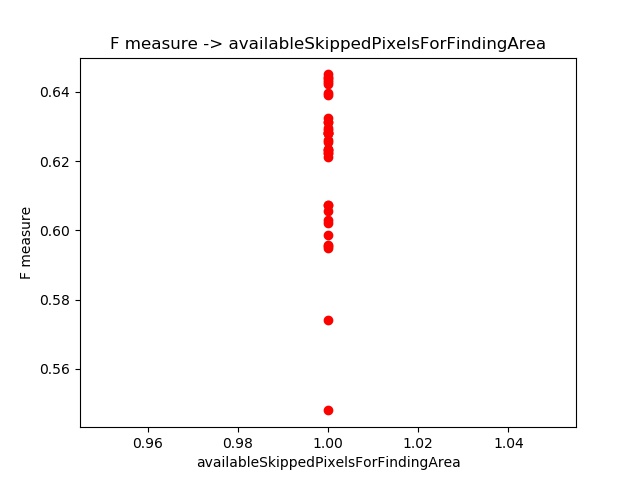 F measure -> availableSkippedPixelsForFindingArea
0.64
0.62
0.60
0.58
0.56
F measure
0.96 0.98 1.00 1.02 1.04
availableSkippedPixelsForFindingArea